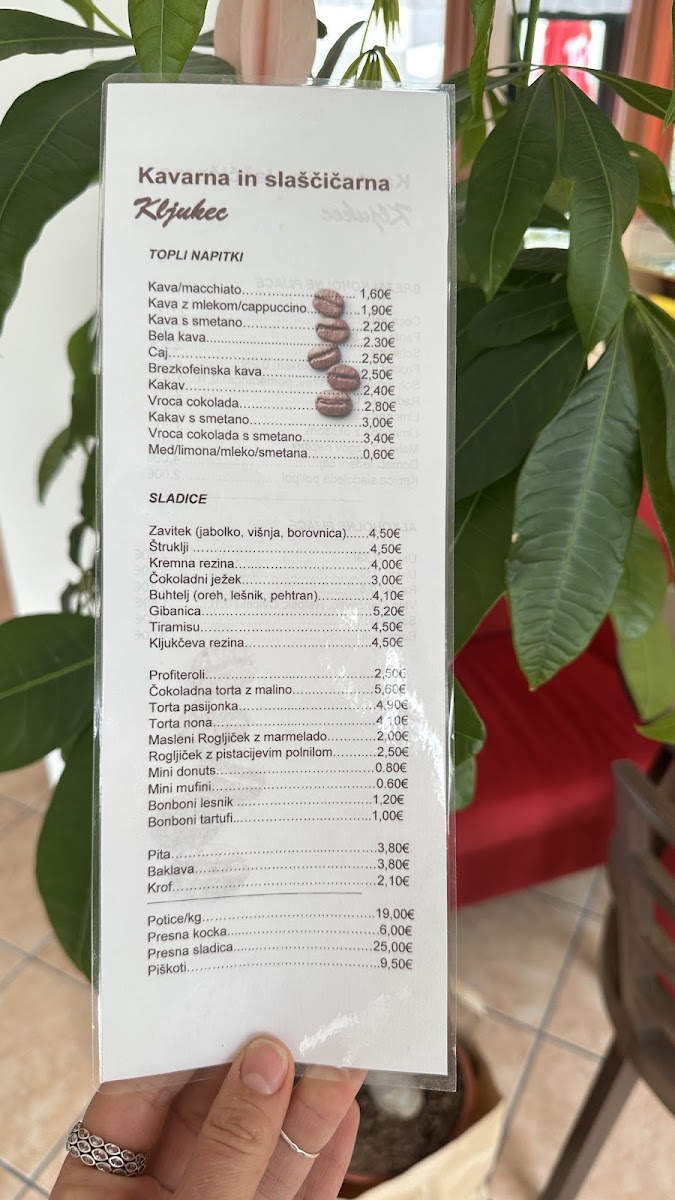 Kavarna in slaščičarna
Kljukec
TOPLI NAPITKI
Kava/macchiato 1,60€
Kava z mlekom/cappuccino 1,90€
Kava s smetano 2,20€
Bela kava 2.30€
Čaj 2,50€
Brezkofeinska kava 2,50€
Kakav 2,40€
Vroca cokolada 2,80€
Kakav s smetano 3,00€
Vroca cokolada s smetano 3,40€
Med/limona/mleko/smetana 0,60€
SLADICE
Zavitek (jabolko, višnja, borovnica) 4,50€
Štruklji 4,50€
Kremna rezina 4,00€
Čokoladni ježek 3,00€
Buhtelj (oreh, lešnik, pehtran) 4,10€
Gibanica 5,20€
Tiramisu 4,50€
Kljukčeva rezina 4,50€
Profiteroli 2,50€
Čokoladna torta z malino 5,60€
Torta pasijonka 4,90€
Torta nona 4,10€
Masleni Rogljiček z marmelado 2,00€
Rogljiček z pistacijevim polnilom 2,50€
Mini donuts 0.80€
Mini mufini 0.60€
Bonboni lesnik 1,20€
Bonboni tartufi 1,00€
Pita 3,80€
Baklava 3,80€
Krof 2,10€
Potice/kg 19,00€
Presna kocka 6,00€
Presna sladica 25,00€
Piškoti 9,50€